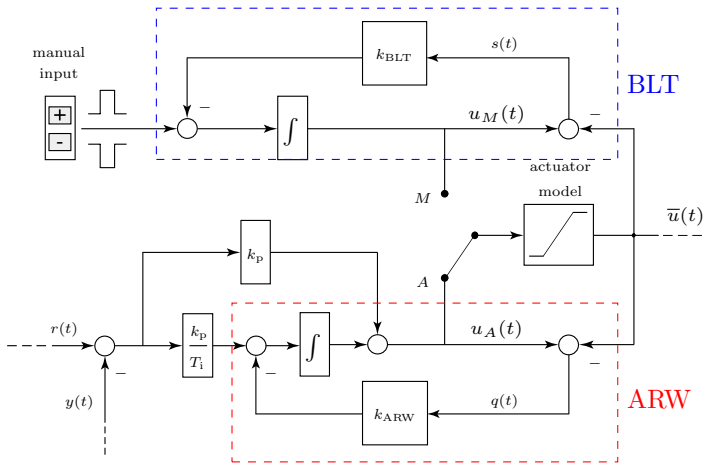 manual
input
+
-
k_BLT
s(t)
BLT
−
∫
u_M(t)
−
actuator
model
M
u̅(t)
k_p
A
r(t)
k_p
T_i
∫
u_A(t)
−
−
−
y(t)
k_ARW
q(t)
ARW